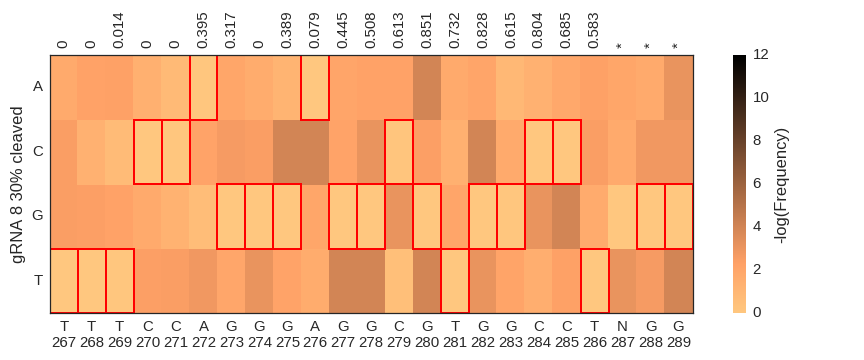 0 0 0.014 0 0 0.395 0.317 0 0.389 0.079 0.445 0.508 0.613 0.851 0.732 0.828 0.615 0.804 0.685 0.583 * * *
gRNA 8 30% cleaved
A
C
G
T
T T T C C A G G G A G G C G T G G C C T N G G
267 268 269 270 271 272 273 274 275 276 277 278 279 280 281 282 283 284 285 286 287 288 289
12
10
8
6
4
2
0
-log(Frequency)